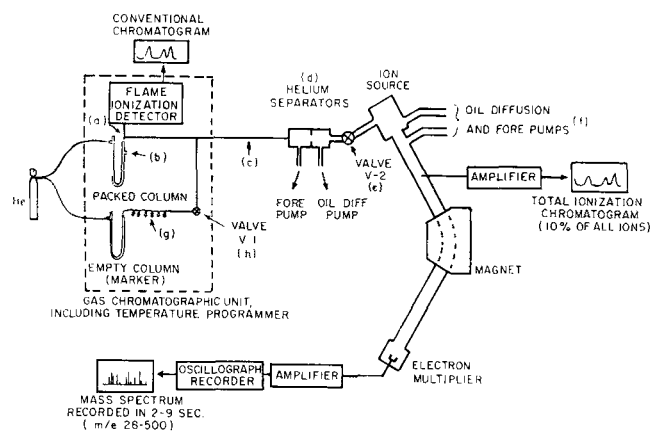 CONVENTIONAL
CHROMATOGRAM
FLAME
IONIZATION
DETECTOR
(a)
(b)
PACKED COLUMN
He
(g)
EMPTY COLUMN
(MARKER)
VALVE
V-1
(h)
GAS CHROMATOGRAPHIC UNIT,
INCLUDING TEMPERATURE PROGRAMMER
(c)
(d)
HELIUM
SEPARATORS
FORE
PUMP
OIL DIFF
PUMP
VALVE
V-2
(e)
ION
SOURCE
OIL DIFFUSION
AND FORE PUMPS (f)
AMPLIFIER
TOTAL IONIZATION
CHROMATOGRAM
(10% OF ALL IONS)
MAGNET
ELECTRON
MULTIPLIER
AMPLIFIER
OSCILLOGRAPH
RECORDER
MASS SPECTRUM
RECORDED IN 2-9 SEC.
( m/e 28-500)